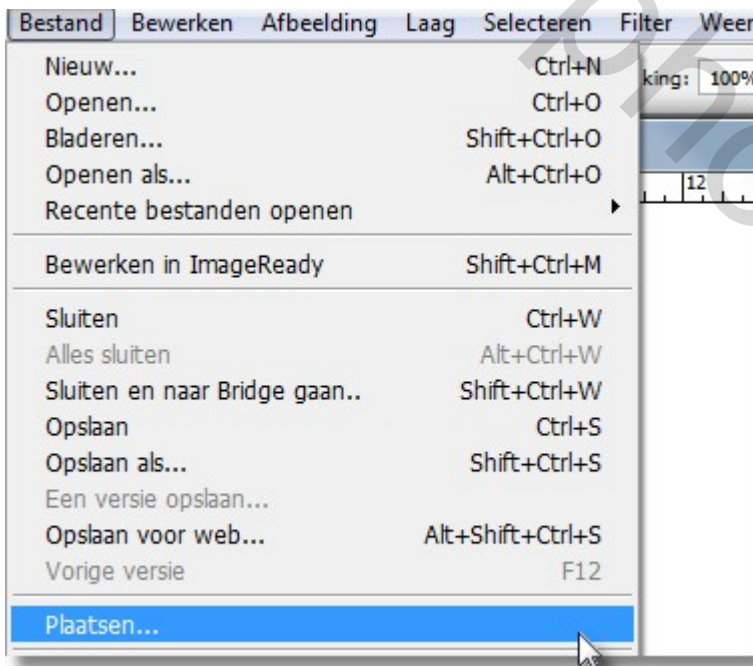 Bestand Bewerken Afbeelding Laag Selecteren Filter
Nieuw... Ctrl+N
king: 100%
Openen... Ctrl+O
Bladeren... Shift+Ctrl+O
Openen als... Alt+Ctrl+O
12
Recente bestanden openen
Bewerken in ImageReady Shift+Ctrl+M
Sluiten Ctrl+W
Alles sluiten Alt+Ctrl+W
Sluiten en naar Bridge gaan.. Shift+Ctrl+W
Opslaan Ctrl+S
Opslaan als... Shift+Ctrl+S
Een versie opslaan...
Opslaan voor web... Alt+Shift+Ctrl+S
Vorige versie F12
Plaatsen...